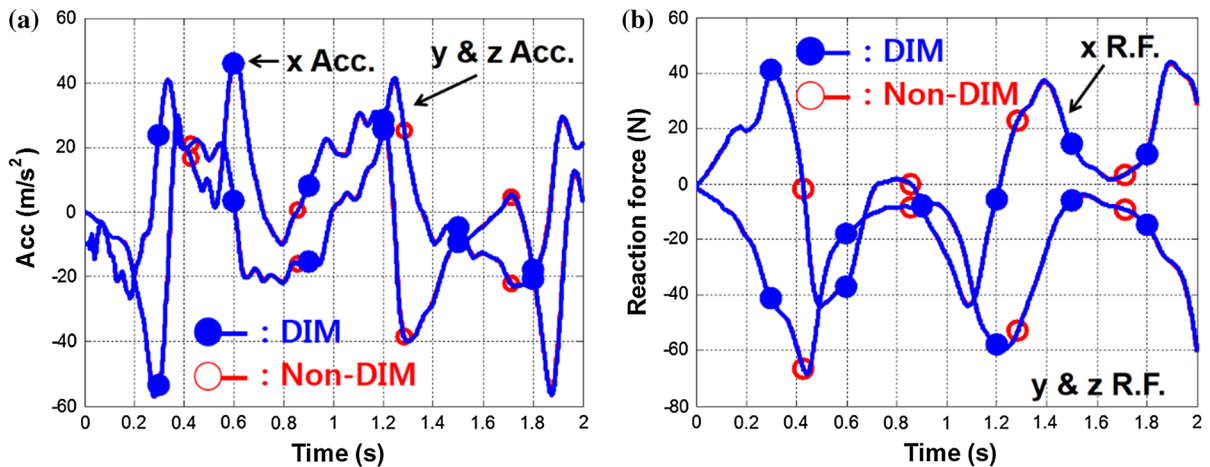 (a)
60
40
20
0
-20
-40
-60
Acc (m/s²)
x Acc.
y & z Acc.
: DIM
: Non-DIM
0 0.2 0.4 0.6 0.8 1 1.2 1.4 1.6 1.8 2
Time (s)
(b)
60
40
20
0
-20
-40
-60
-80
Reaction force (N)
: DIM
: Non-DIM
x R.F.
y & z R.F.
0 0.2 0.4 0.6 0.8 1 1.2 1.4 1.6 1.8 2
Time (s)